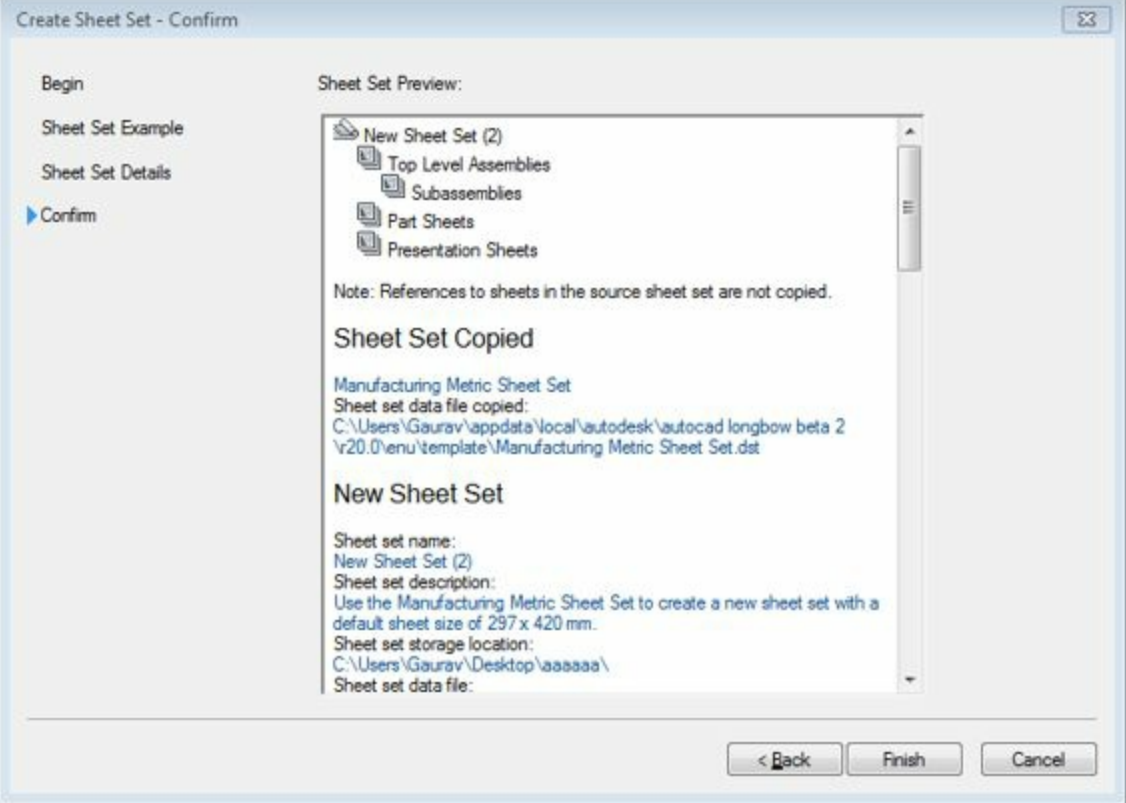 Create Sheet Set - Confirm
Begin
Sheet Set Example
Sheet Set Details
Confirm
Sheet Set Preview:
New Sheet Set (2)
Top Level Assemblies
Subassemblies
Part Sheets
Presentation Sheets
Note: References to sheets in the source sheet set are not copied.
Sheet Set Copied
Manufacturing Metric Sheet Set
Sheet set data file copied:
C:\Users\Gaurav\appdata\local\autodesk\autocad longbow beta 2
\r20.0\enu\template\Manufacturing Metric Sheet Set.dst
New Sheet Set
Sheet set name:
New Sheet Set (2)
Sheet set description:
Use the Manufacturing Metric Sheet Set to create a new sheet set with a
default sheet size of 297 x 420 mm.
Sheet set storage location:
C:\Users\Gaurav\Desktop\aaaaaa\
Sheet set data file:
< Back
Finish
Cancel